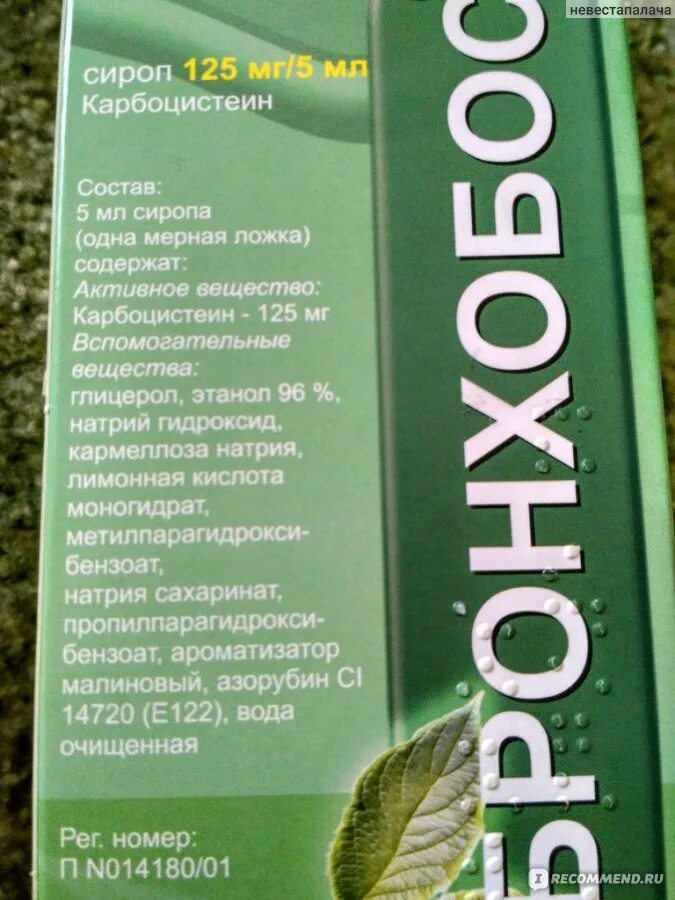 невестапалача
сироп 125 мг/5 мл
Карбоцистеин
Состав:
5 мл сиропа
(одна мерная ложка)
содержат:
Активное вещество:
Карбоцистеин - 125 мг
Вспомогательные
вещества:
глицерол, этанол 96 %,
натрий гидроксид,
кармеллоза натрия,
лимонная кислота
моногидрат,
метилпарагидрокси-
бензоат,
натрия сахаринат,
пропилпарагидрокси-
бензоат, ароматизатор
малиновый, азорубин CI
14720 (Е122), вода
очищенная
Рег. номер:
П N014180/01
БРОНХОБОС
IRECOMMEND.RU